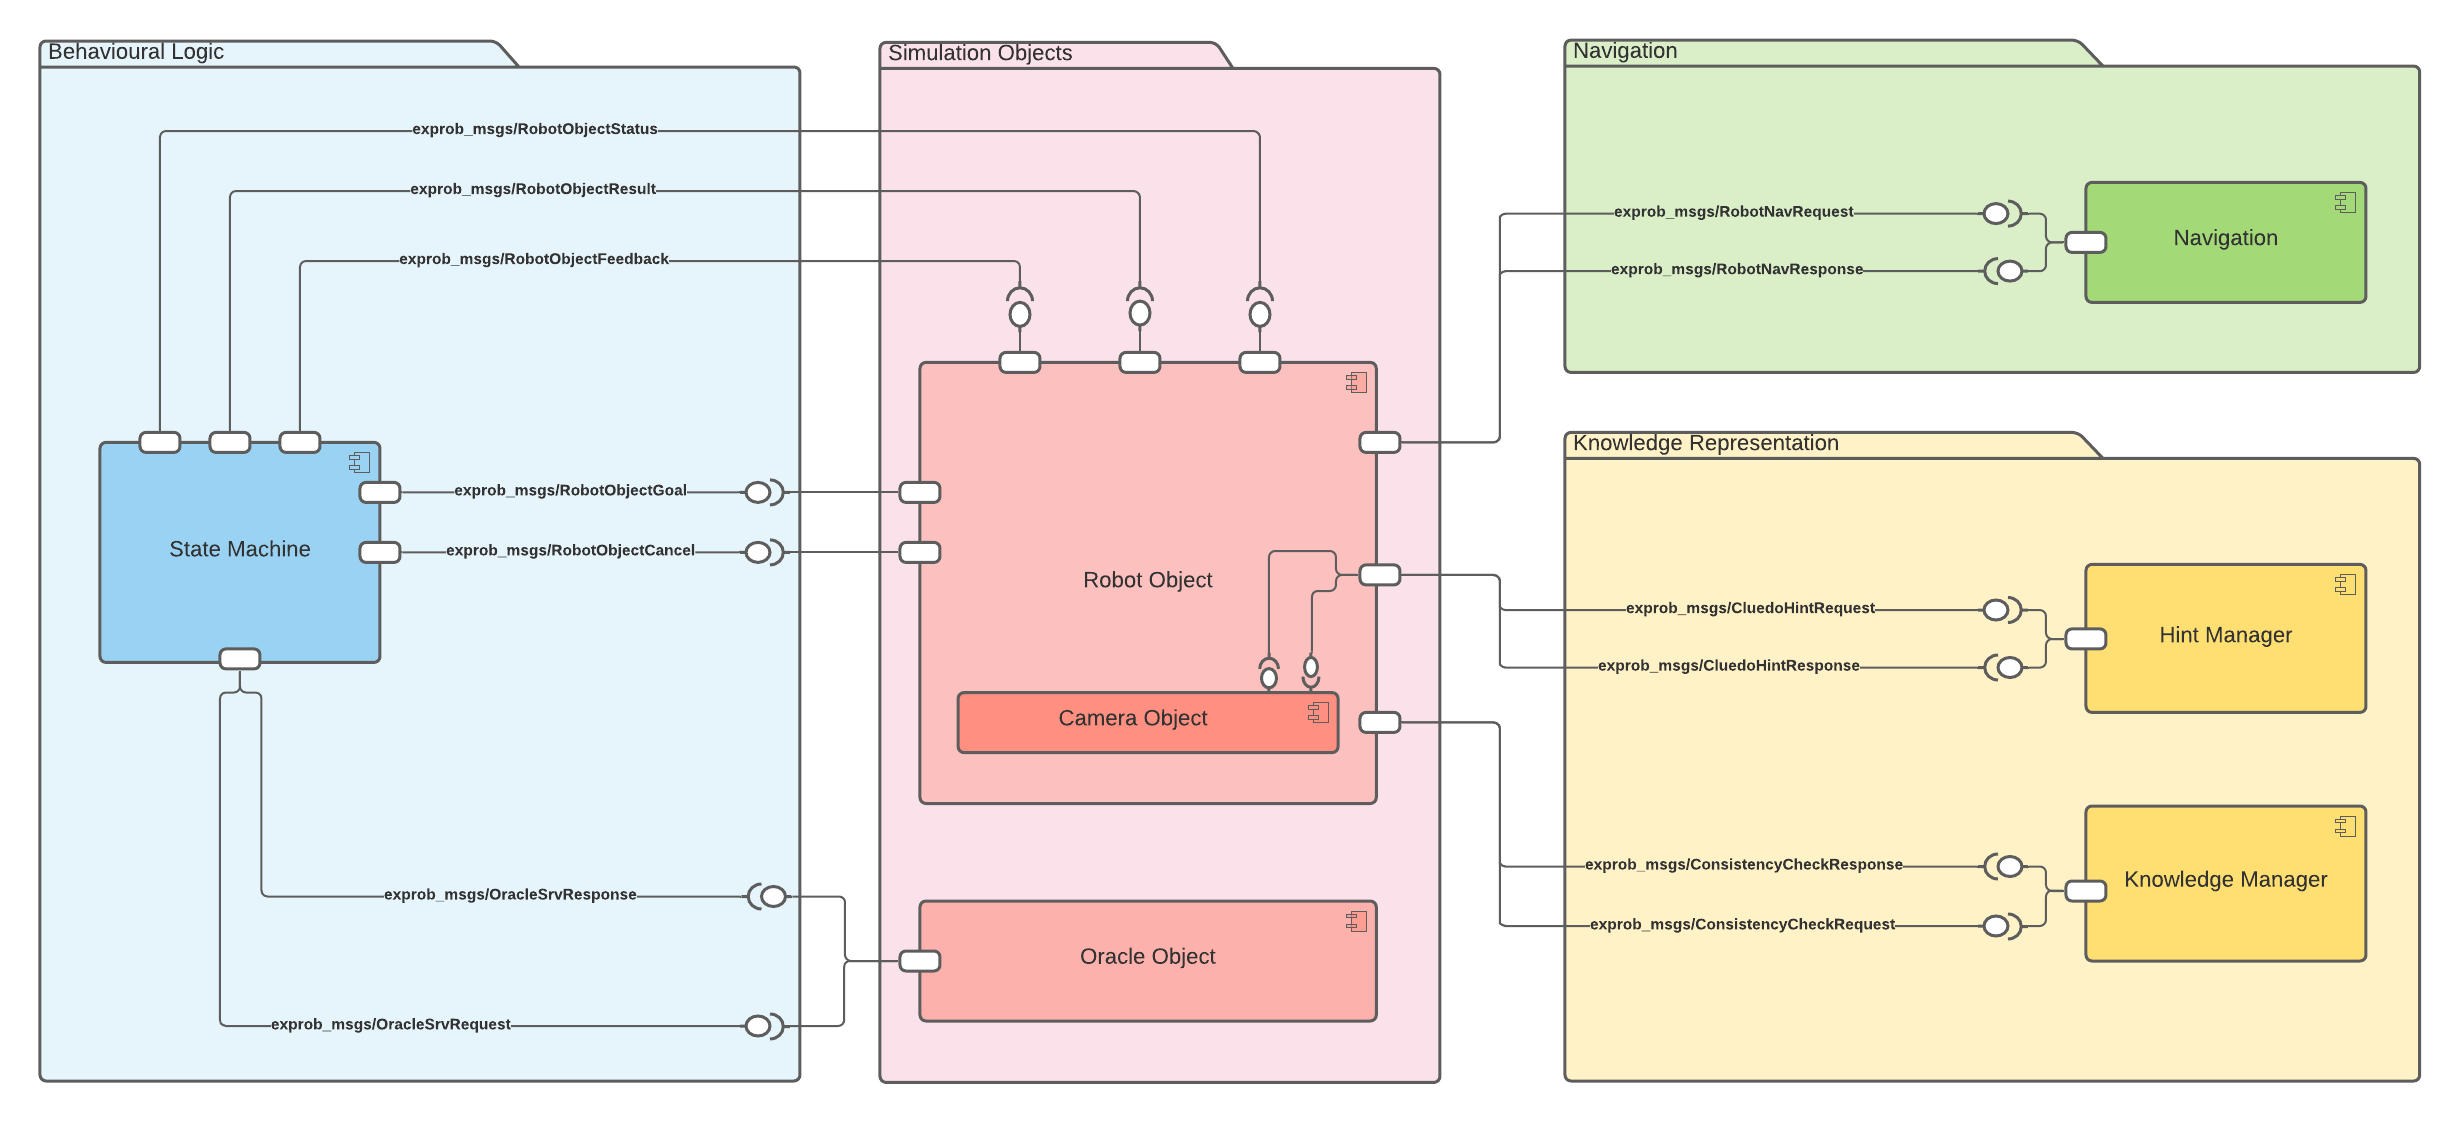 Behavioural Logic
exprob_msgs/RobotObjectStatus
exprob_msgs/RobotObjectResult
exprob_msgs/RobotObjectFeedback
State Machine
exprob_msgs/RobotObjectGoal
exprob_msgs/RobotObjectCancel
exprob_msgs/OracleSrvResponse
exprob_msgs/OracleSrvRequest
Simulation Objects
Robot Object
Camera Object
Oracle Object
Navigation
exprob_msgs/RobotNavRequest
exprob_msgs/RobotNavResponse
Navigation
Knowledge Representation
exprob_msgs/CluedoHintRequest
exprob_msgs/CluedoHintResponse
Hint Manager
exprob_msgs/ConsistencyCheckResponse
exprob_msgs/ConsistencyCheckRequest
Knowledge Manager